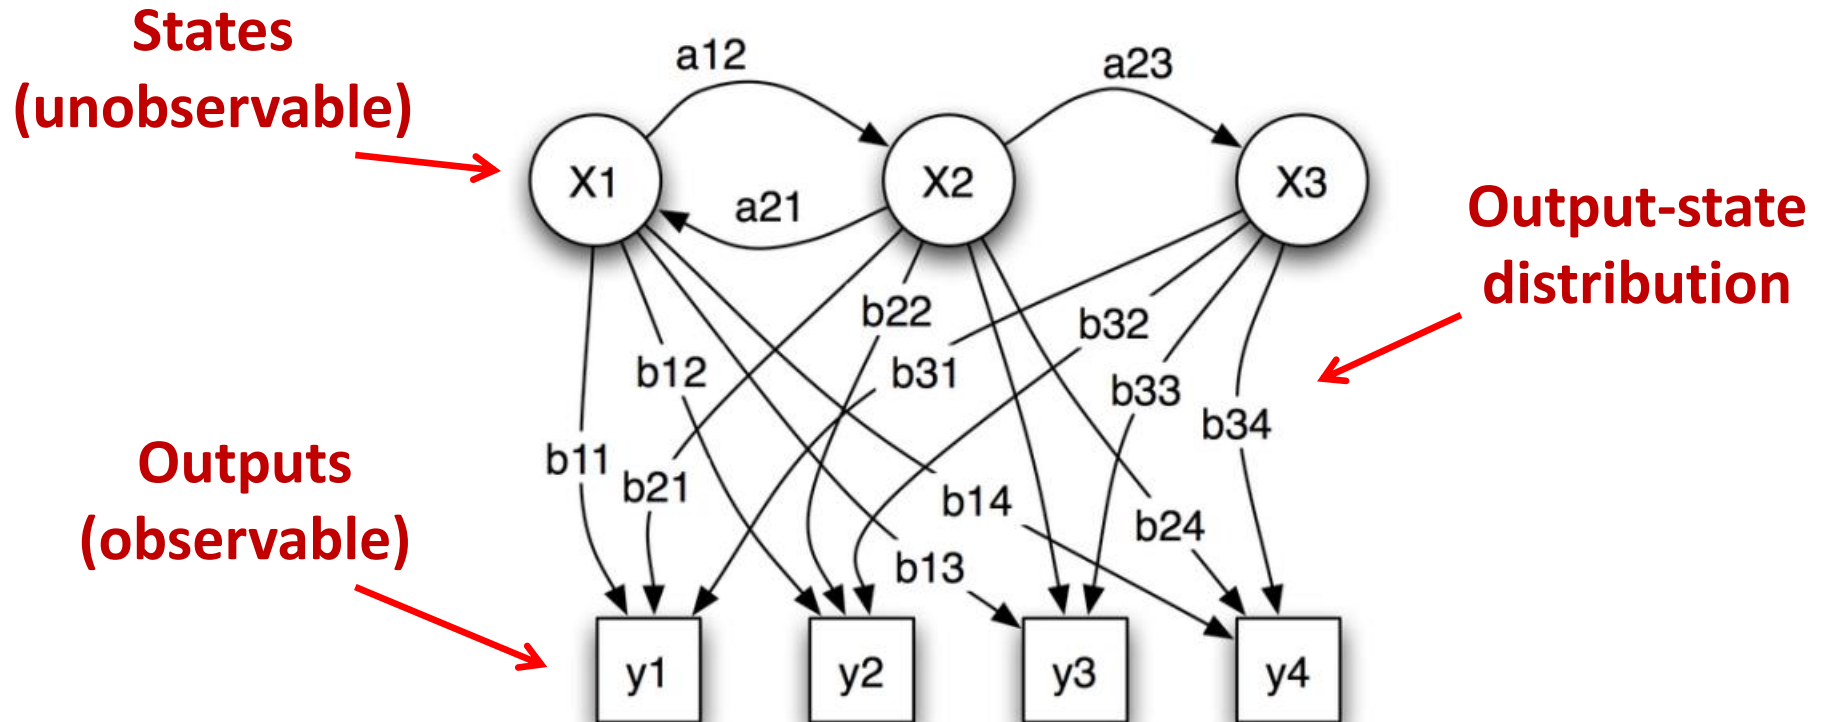 States
(unobservable)
a12
a23
X1
X2
X3
a21
Output-state
distribution
b22
b32
b12
b31
b33
b34
b11
b21
Outputs
(observable)
b14
b24
b13
y1
y2
y3
y4